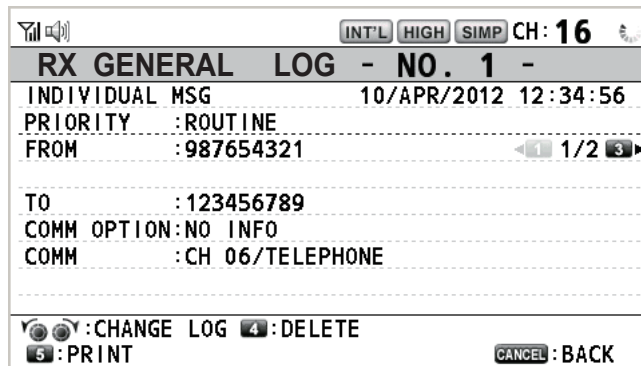 INT'L HIGH SIMP CH: 16
RX GENERAL LOG - NO. 1 -
INDIVIDUAL MSG 10/APR/2012 12:34:56
PRIORITY :ROUTINE
FROM :987654321 1 1/2 3
TO :123456789
COMM OPTION:NO INFO
COMM :CH 06/TELEPHONE
:CHANGE LOG 4:DELETE
5:PRINT CANCEL:BACK